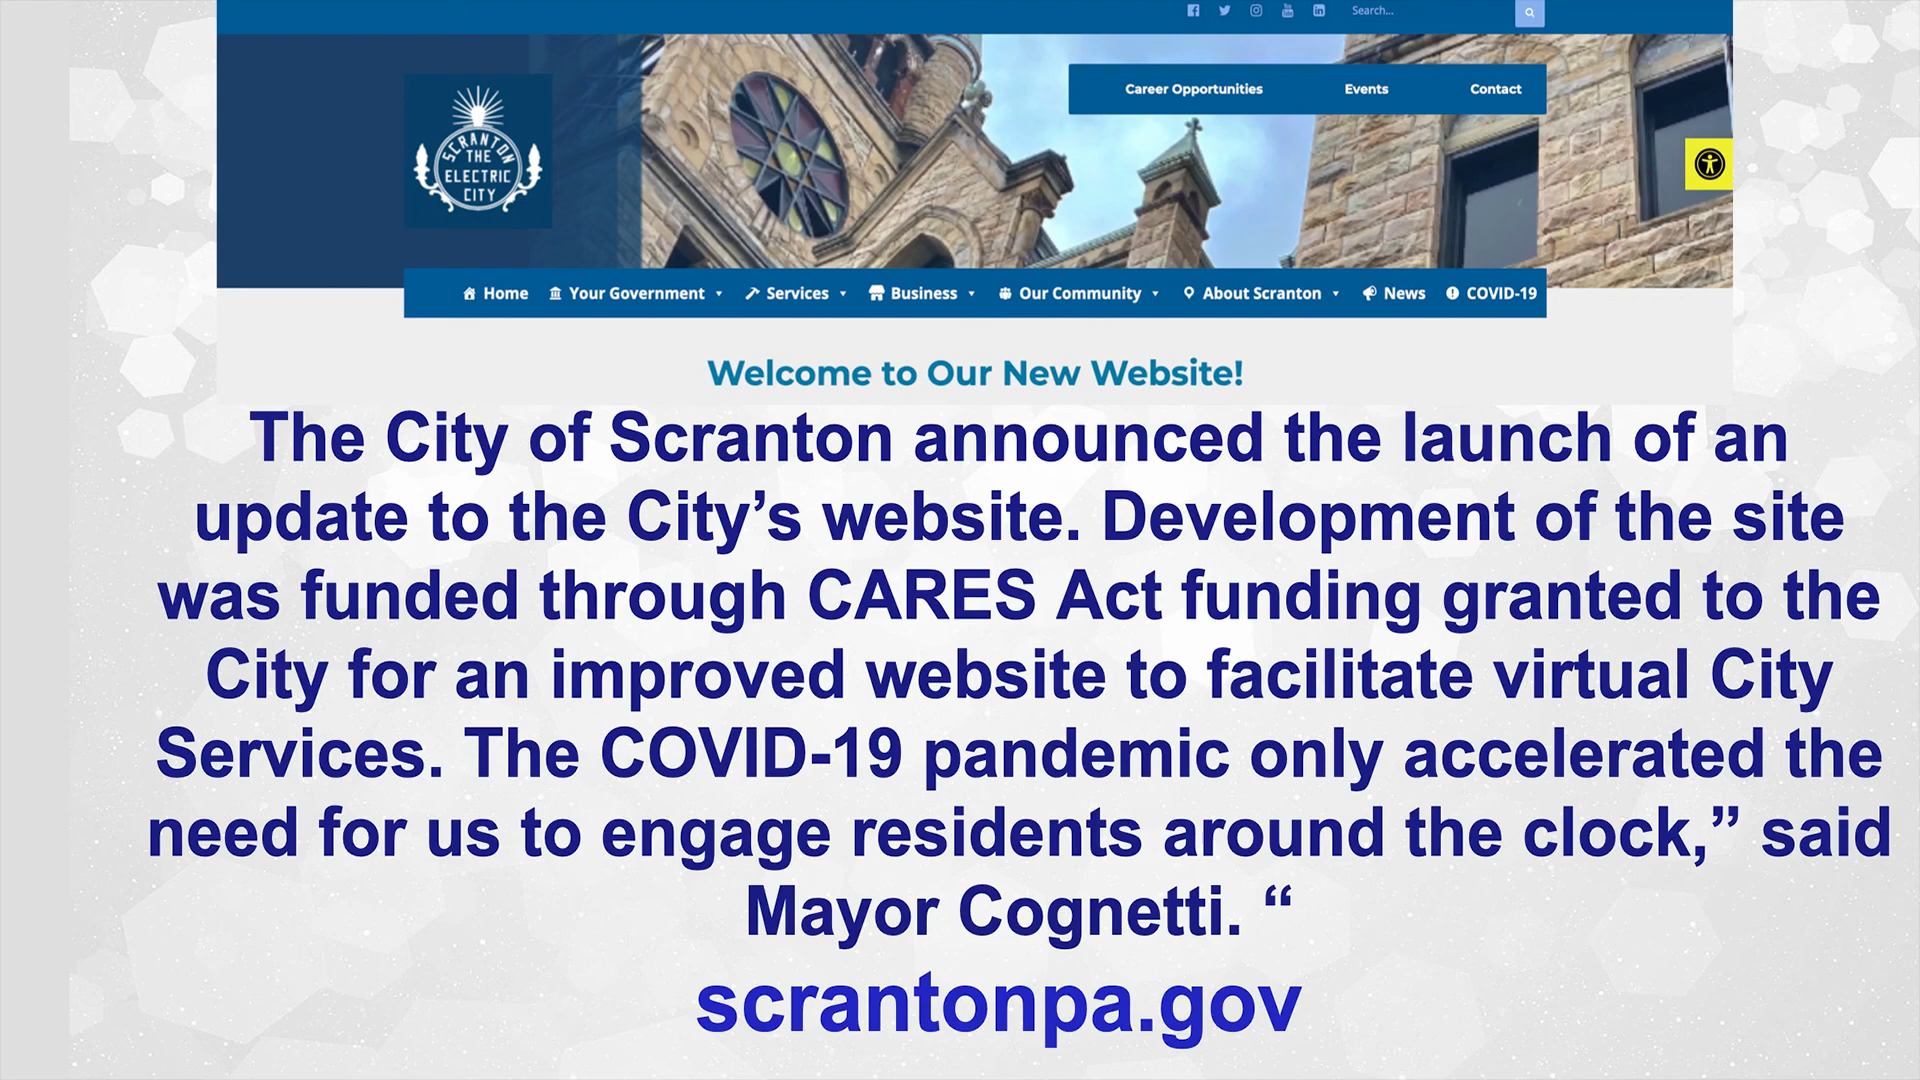 Search...
Career Opportunities Events Contact
SCRANTON
THE
ELECTRIC
CITY
Home Your Government Services Business Our Community About Scranton News COVID-19
Welcome to Our New Website!
The City of Scranton announced the launch of an
update to the City’s website. Development of the site
was funded through CARES Act funding granted to the
City for an improved website to facilitate virtual City
Services. The COVID-19 pandemic only accelerated the
need for us to engage residents around the clock,” said
Mayor Cognetti. “
scrantonpa.gov